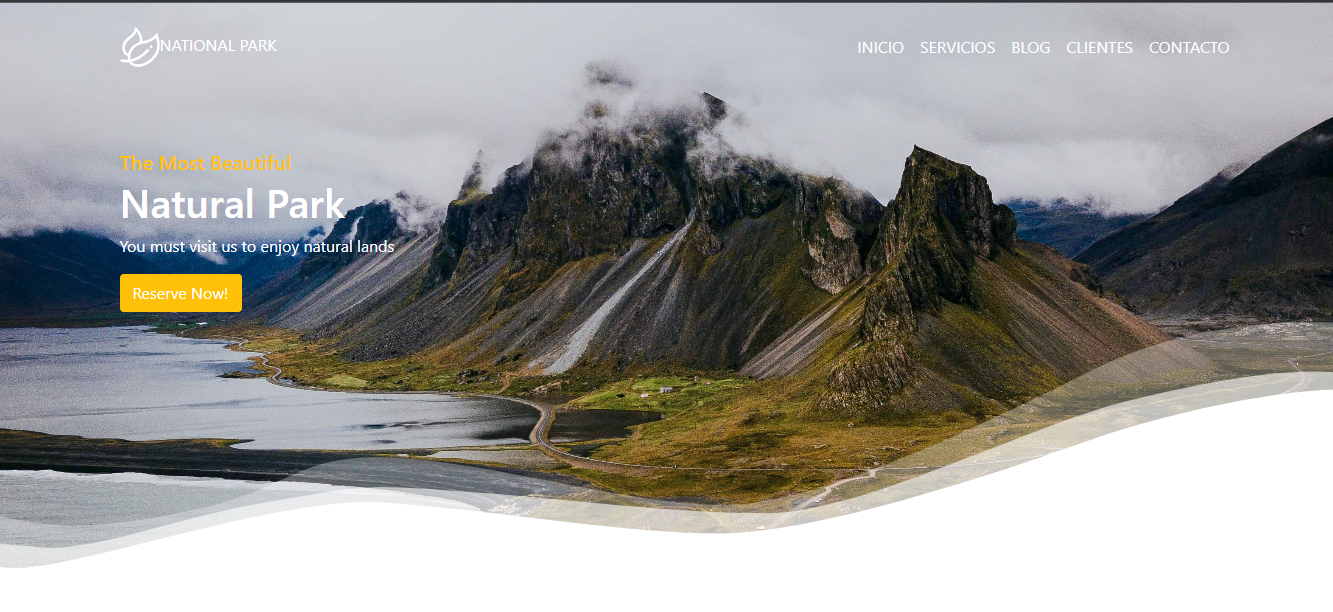 NATIONAL PARK
INICIO SERVICIOS BLOG CLIENTES CONTACTO
The Most Beautiful
Natural Park
You must visit us to enjoy natural lands
Reserve Now!